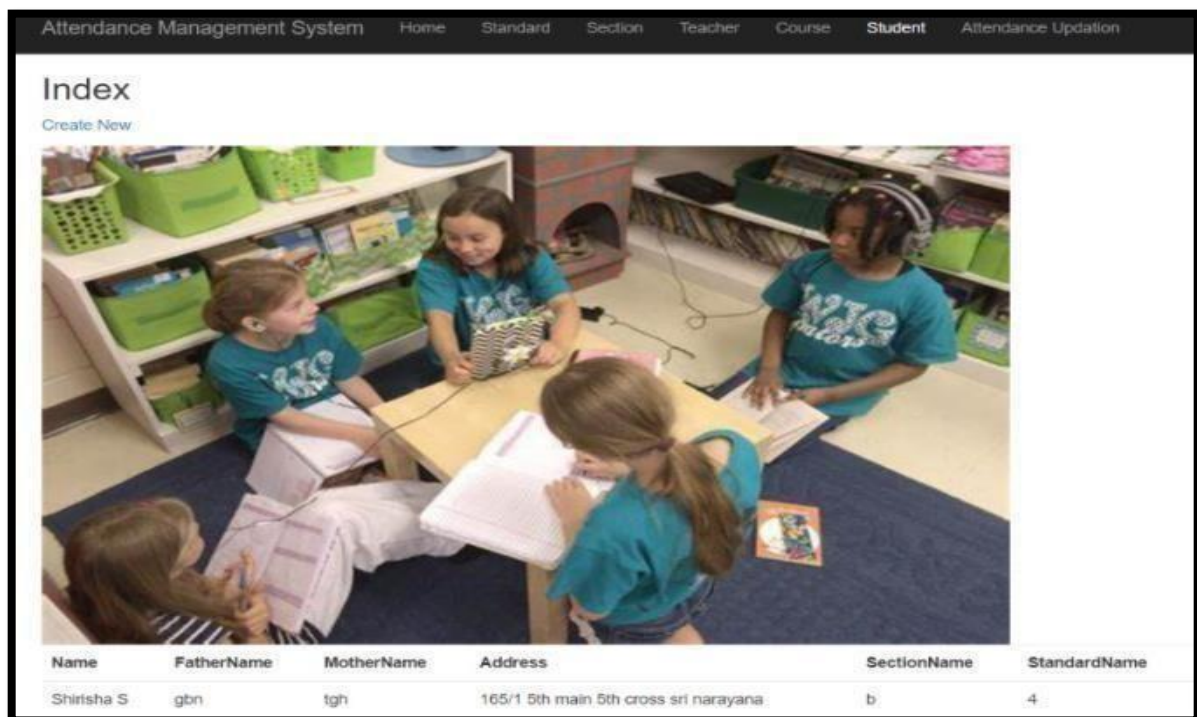 Attendance Management System Home Standard Section Teacher Course Student Attendance Updation
Index
Create New
Name FatherName MotherName Address SectionName StandardName
Shirisha S gbn tgh 165/1 5th main 5th cross sri narayana b 4